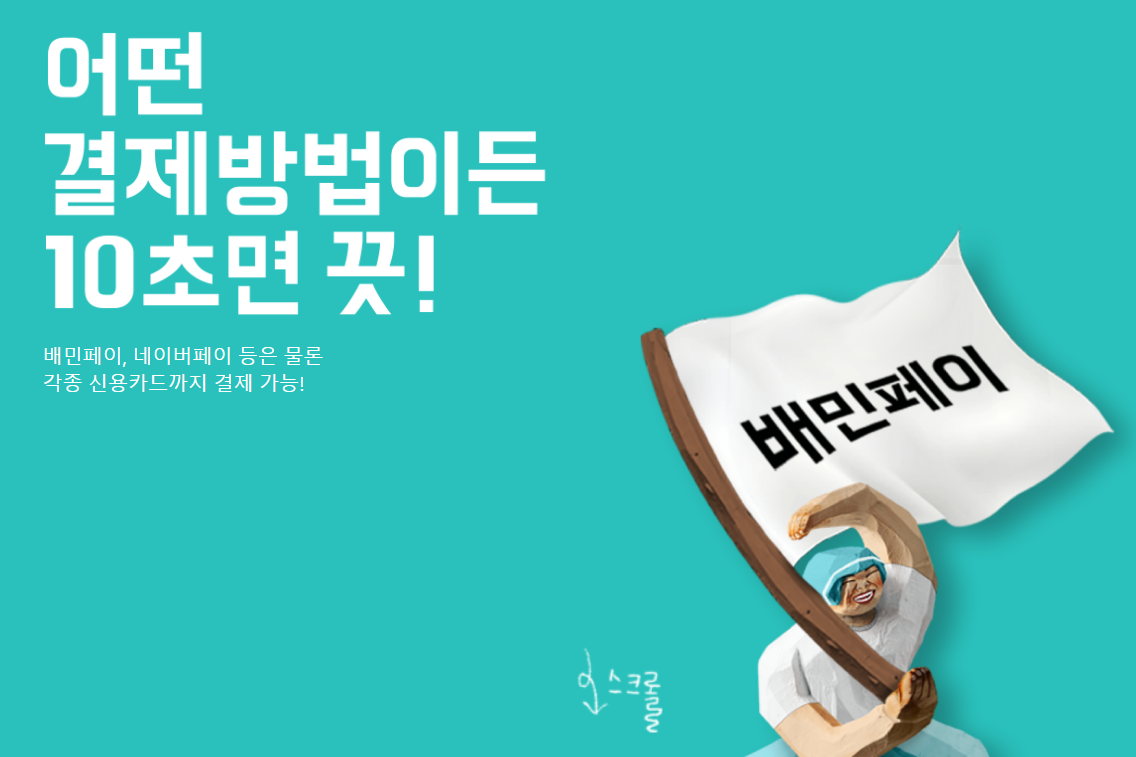 어떤
결제방법이든
10초면 끗!
배민페이, 네이버페이 등은 물론
각종 신용카드까지 결제 가능!
배민페이
스크롤